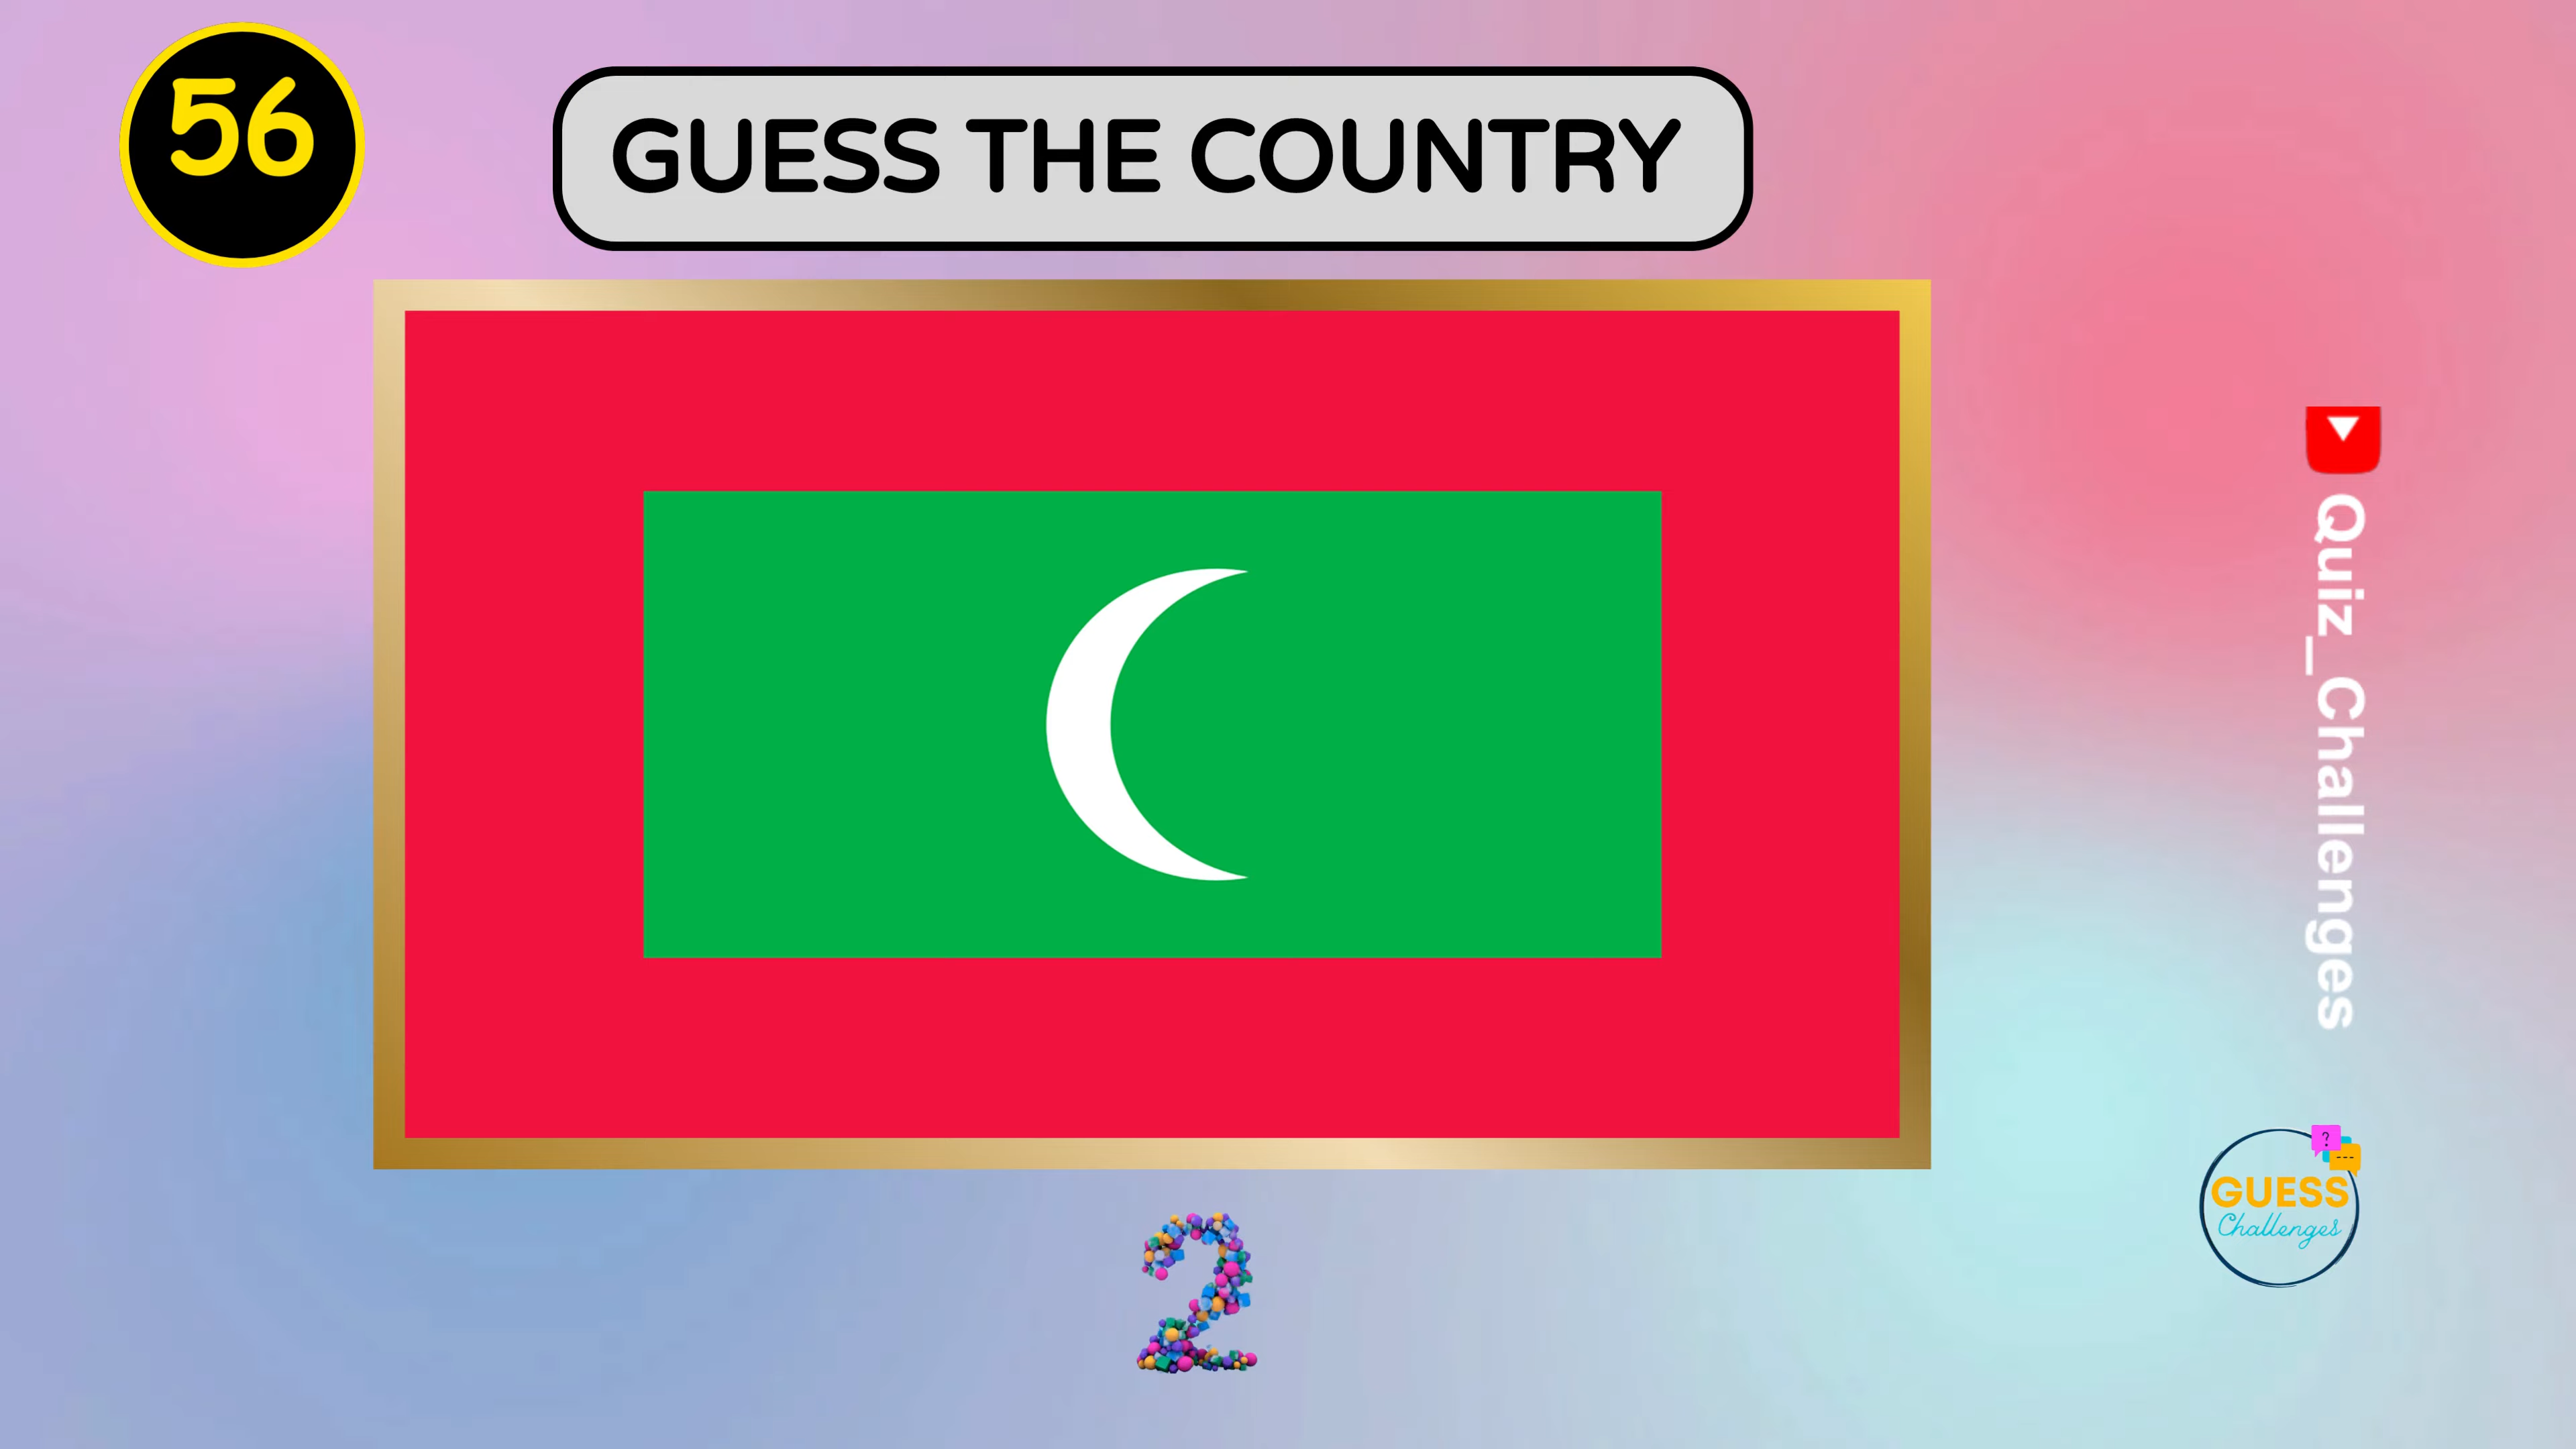 56
GUESS THE COUNTRY
Quiz_Challenges
?
---
GUESS
Challenges
2